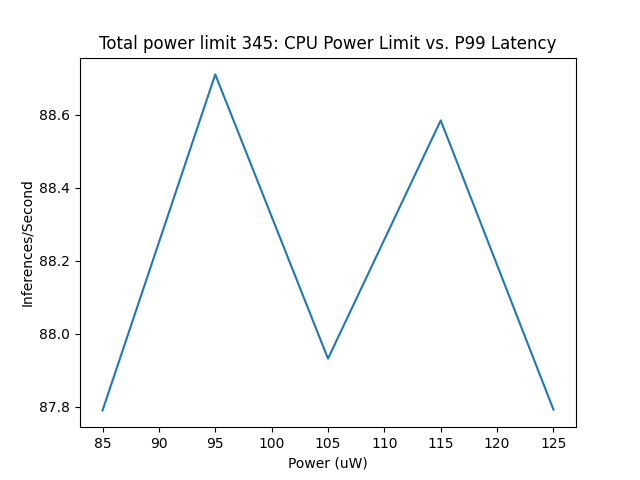 Total power limit 345: CPU Power Limit vs. P99 Latency
Inferences/Second
88.6
88.4
88.2
88.0
87.8
85 90 95 100 105 110 115 120 125
Power (uW)